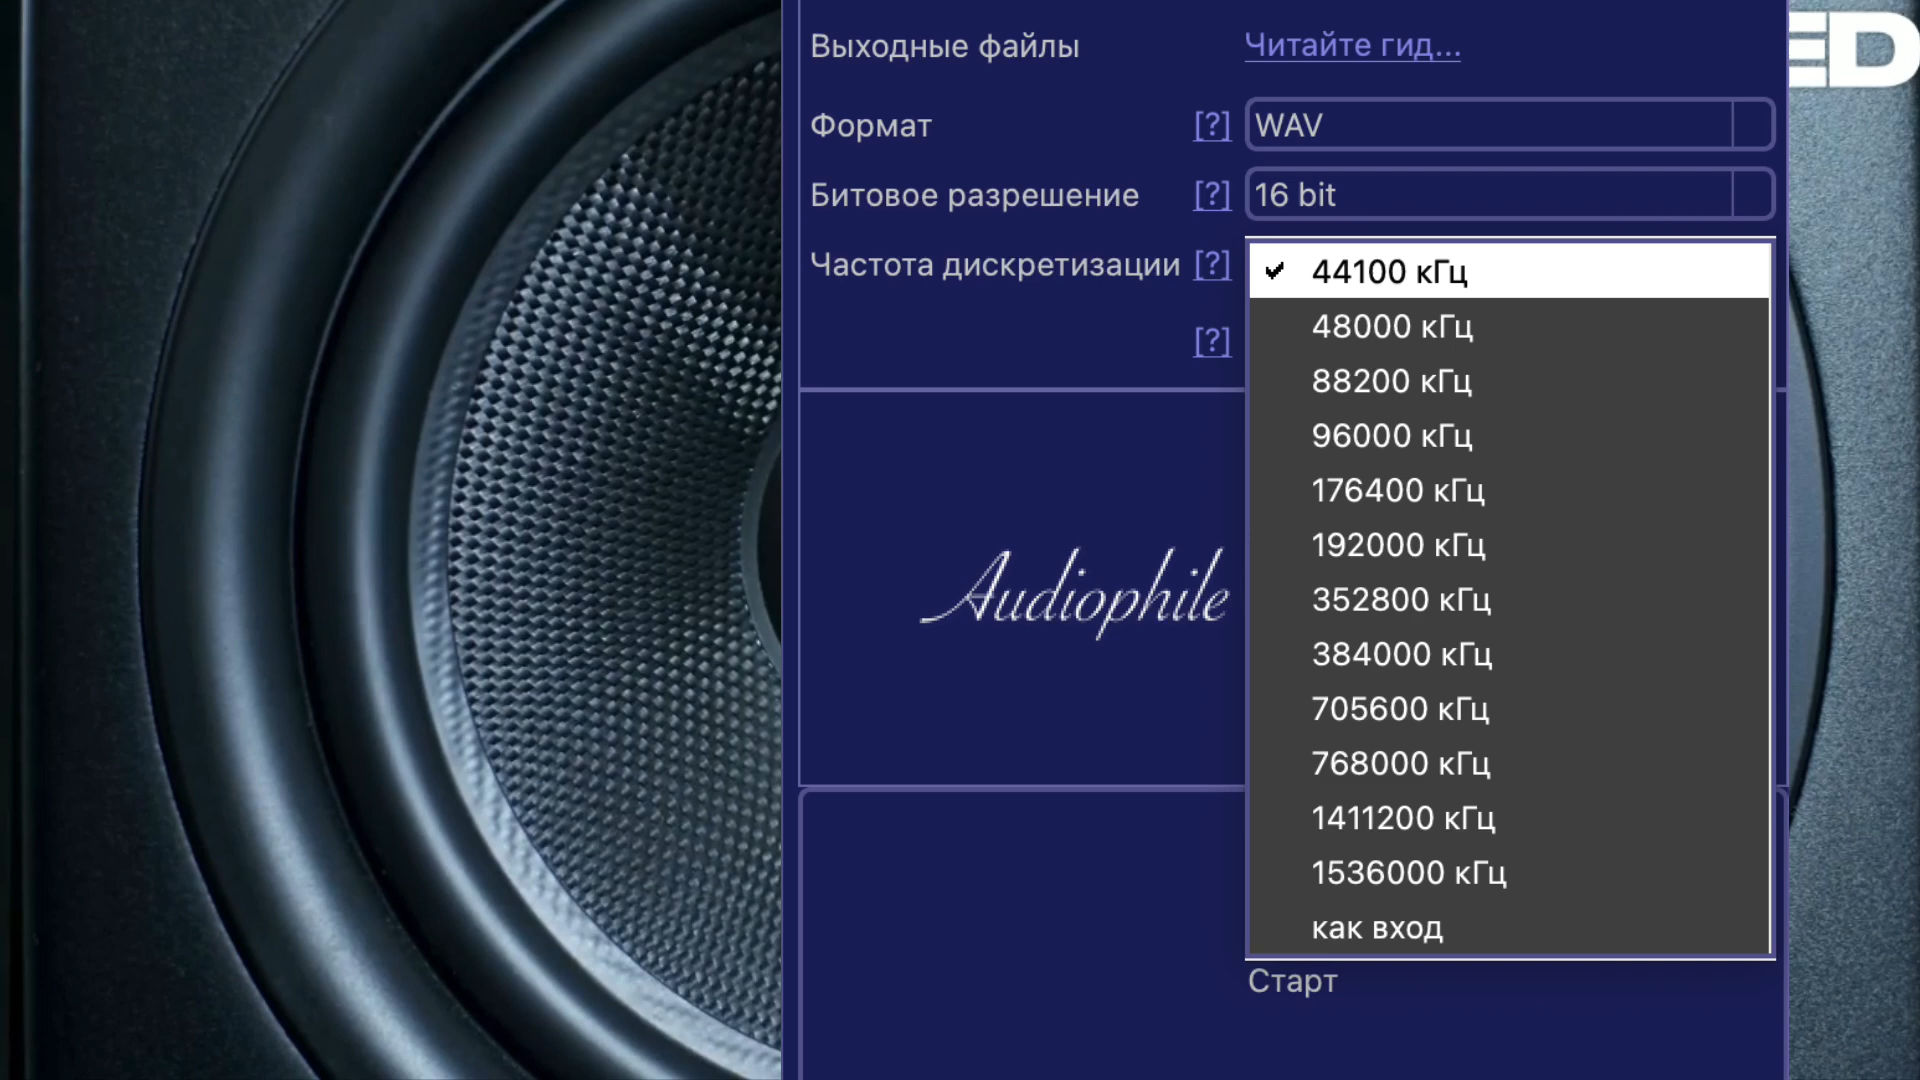 Выходные файлы Читайте гид...
ED
Формат [?] WAV
Битовое разрешение [?] 16 bit
Частота дискретизации [?] 44100 кГц
48000 кГц
[?]
88200 кГц
96000 кГц
176400 кГц
192000 кГц
352800 кГц
Audiophile
384000 кГц
705600 кГц
768000 кГц
1411200 кГц
1536000 кГц
как вход
Старт